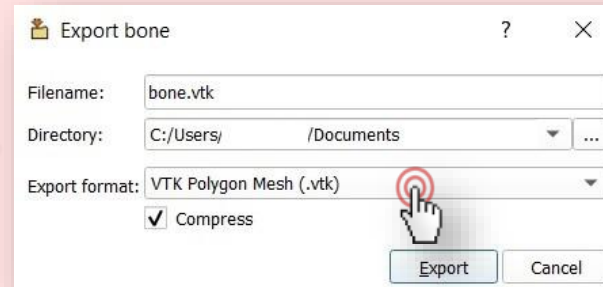 Export bone ?
Filename: bone.vtk
Directory: C:/Users/ /Documents ...
Export format: VTK Polygon Mesh (.vtk)
Compress
Export Cancel